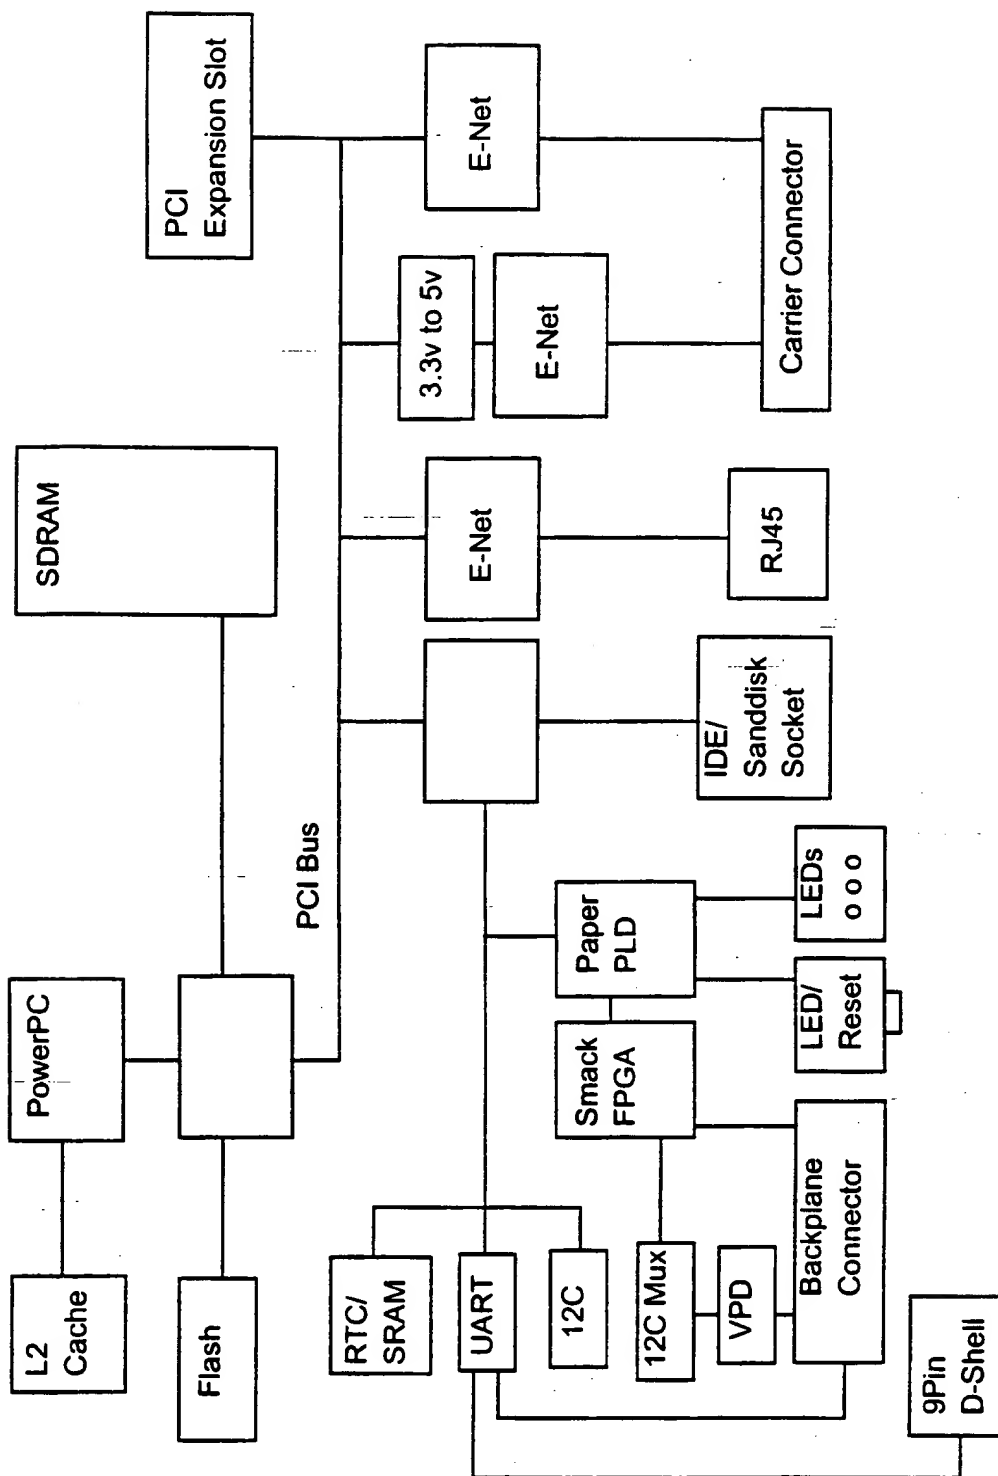 L2
Cache
PowerPC
SDRAM
PCI
Expansion Slot
Flash
PCI Bus
RTC/
SRAM
UART
12C
3.3v to 5v
E-Net
E-Net
E-Net
Smack
FPGA
Paper
PLD
12C Mux
VPD
IDE/
Sanddisk
Socket
RJ45
Carrier Connector
Backplane
Connector
LED/
Reset
LEDs
o o o
9Pin
D-Shell